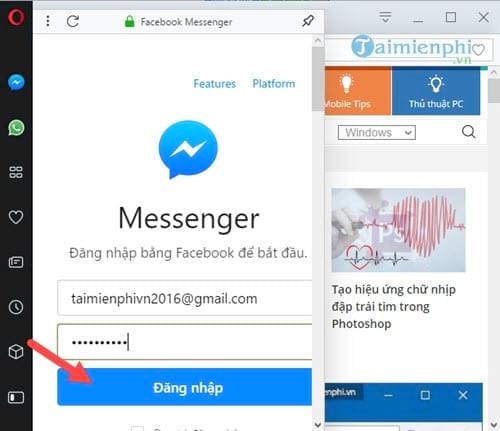 Facebook Messenger
Taimienphi
.vn
Features Platform
Mobile Tips
Thủ thuật PC
Windows
Messenger
Đăng nhập bằng Facebook để bắt đầu.
taimienphivn2016@gmail.com
••••••••••
Đăng nhập
Ps
Tạo hiệu ứng chữ nhịp
đập trái tim trong
Photoshop
enphi.vn